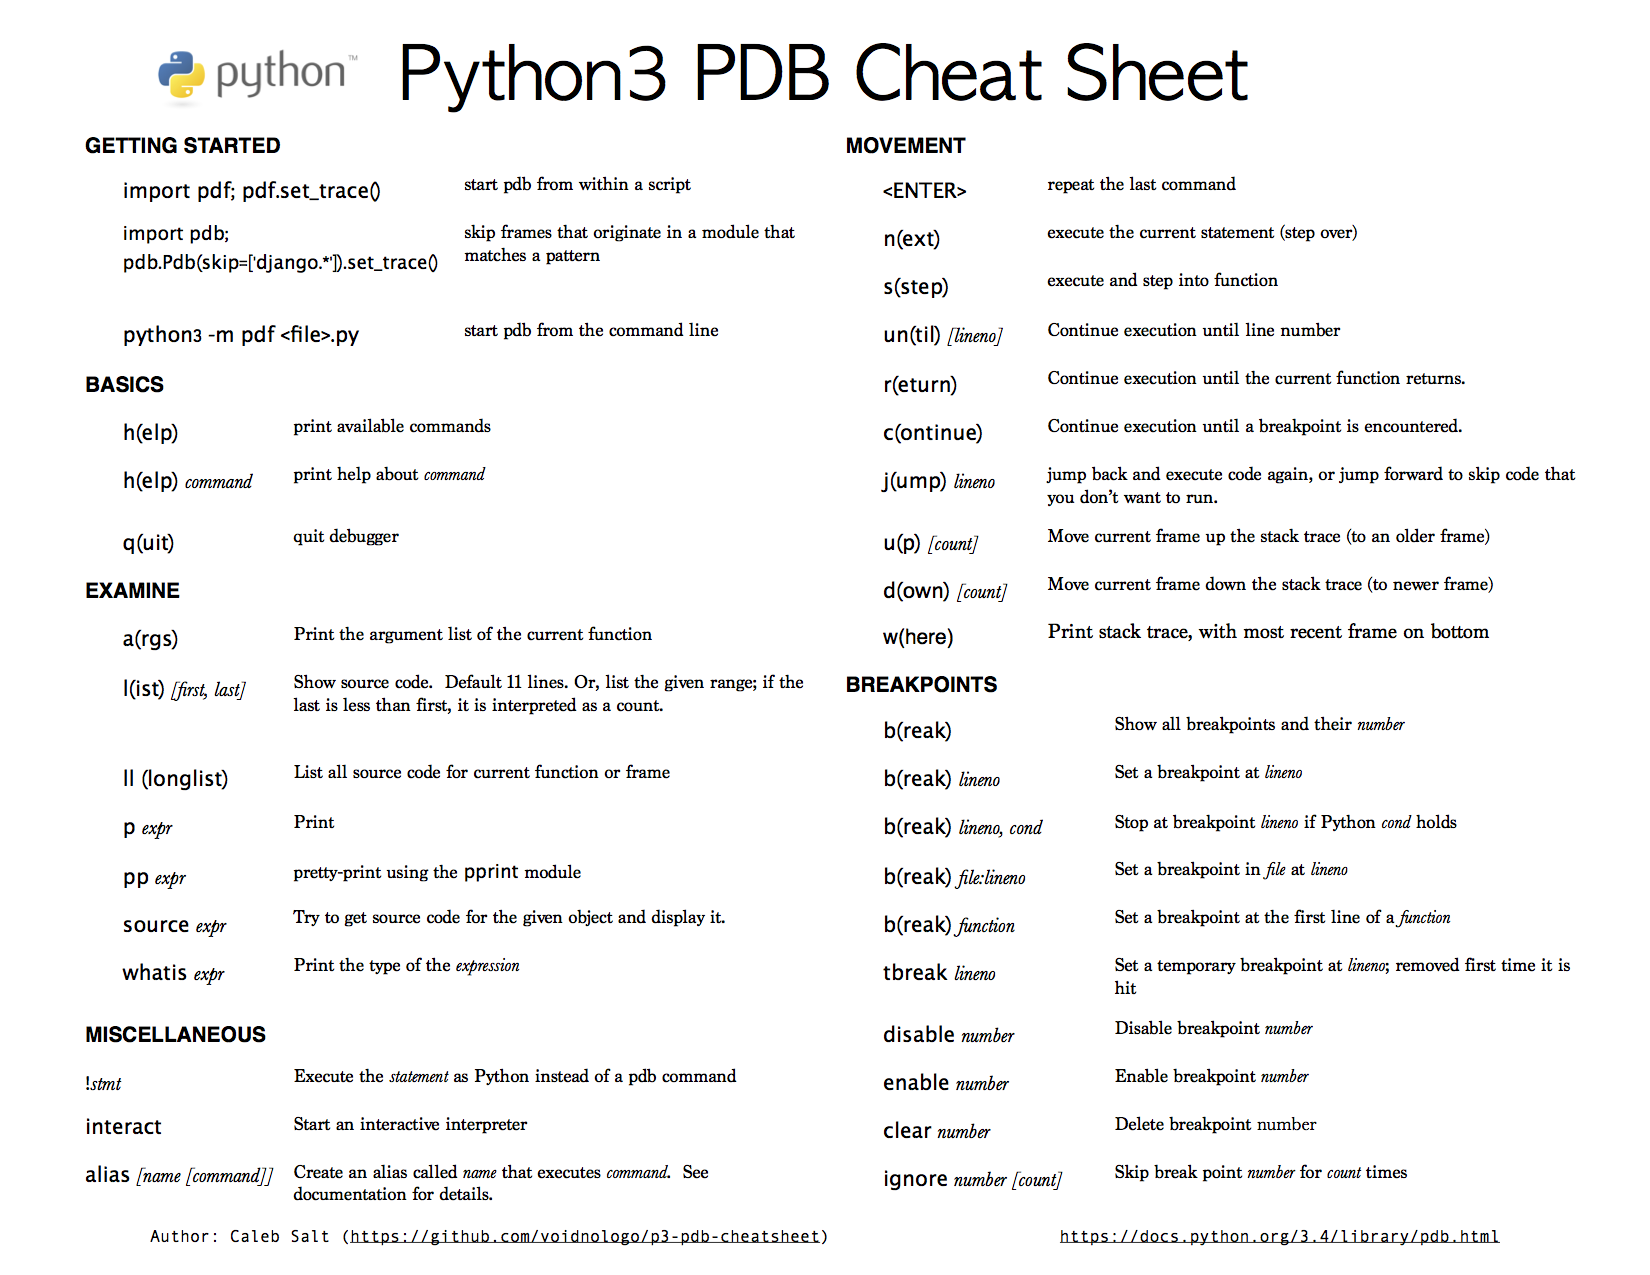 python™
Python3 PDB Cheat Sheet
GETTING STARTED
import pdf; pdf.set_trace() start pdb from within a script
import pdb; skip frames that originate in a module that
pdb.Pdb(skip=['django.*']).set_trace() matches a pattern
python3 -m pdf <file>.py start pdb from the command line
BASICS
h(elp) print available commands
h(elp) command print help about command
q(uit) quit debugger
EXAMINE
a(rgs) Print the argument list of the current function
l(ist) [first, last] Show source code. Default 11 lines. Or, list the given range; if the
last is less than first, it is interpreted as a count.
ll (longlist) List all source code for current function or frame
p expr Print
pp expr pretty-print using the pprint module
source expr Try to get source code for the given object and display it.
whatis expr Print the type of the expression
MISCELLANEOUS
!stmt Execute the statement as Python instead of a pdb command
interact Start an interactive interpreter
alias [name [command]] Create an alias called name that executes command. See
documentation for details.
MOVEMENT
<ENTER> repeat the last command
n(ext) execute the current statement (step over)
s(step) execute and step into function
un(til) [lineno] Continue execution until line number
r(eturn) Continue execution until the current function returns.
c(ontinue) Continue execution until a breakpoint is encountered.
j(ump) lineno jump back and execute code again, or jump forward to skip code that
you don’t want to run.
u(p) [count] Move current frame up the stack trace (to an older frame)
d(own) [count] Move current frame down the stack trace (to newer frame)
w(here) Print stack trace, with most recent frame on bottom
BREAKPOINTS
b(reak) Show all breakpoints and their number
b(reak) lineno Set a breakpoint at lineno
b(reak) lineno, cond Stop at breakpoint lineno if Python cond holds
b(reak) file:lineno Set a breakpoint in file at lineno
b(reak) function Set a breakpoint at the first line of a function
tbreak lineno Set a temporary breakpoint at lineno; removed first time it is
hit
disable number Disable breakpoint number
enable number Enable breakpoint number
clear number Delete breakpoint number
ignore number [count] Skip break point number for count times
Author: Caleb Salt (https://github.com/voidnologo/p3-pdb-cheatsheet)
https://docs.python.org/3.4/library/pdb.html